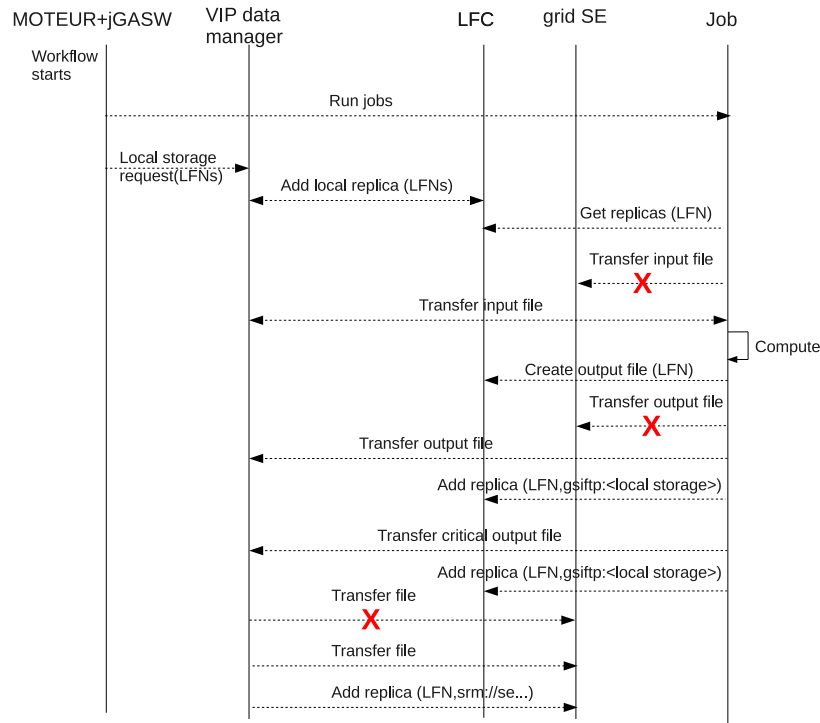 MOTEUR+jGASW
VIP data
manager
LFC
grid SE
Job
Workflow
starts
Run jobs
Local storage
request(LFNs)
Add local replica (LFNs)
Get replicas (LFN)
Transfer input file
X
Transfer input file
Compute
Create output file (LFN)
Transfer output file
X
Transfer output file
Add replica (LFN,gsiftp:<local storage>)
Transfer critical output file
Add replica (LFN,gsiftp:<local storage>)
Transfer file
X
Transfer file
Add replica (LFN,srm://se...)